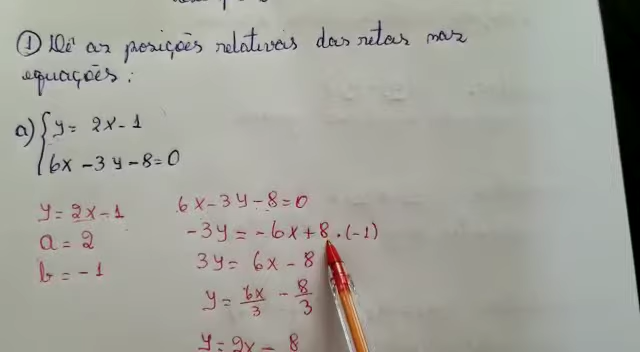 ① Dê as posições relativas das retas nas
equações:
a) { y = 2x - 1
6x - 3y - 8 = 0
y = 2x - 1
a = 2
b = -1
6x - 3y - 8 = 0
-3y = -6x + 8 · (-1)
3y = 6x - 8
y = 6x/3 - 8/3
y = 2x - 8